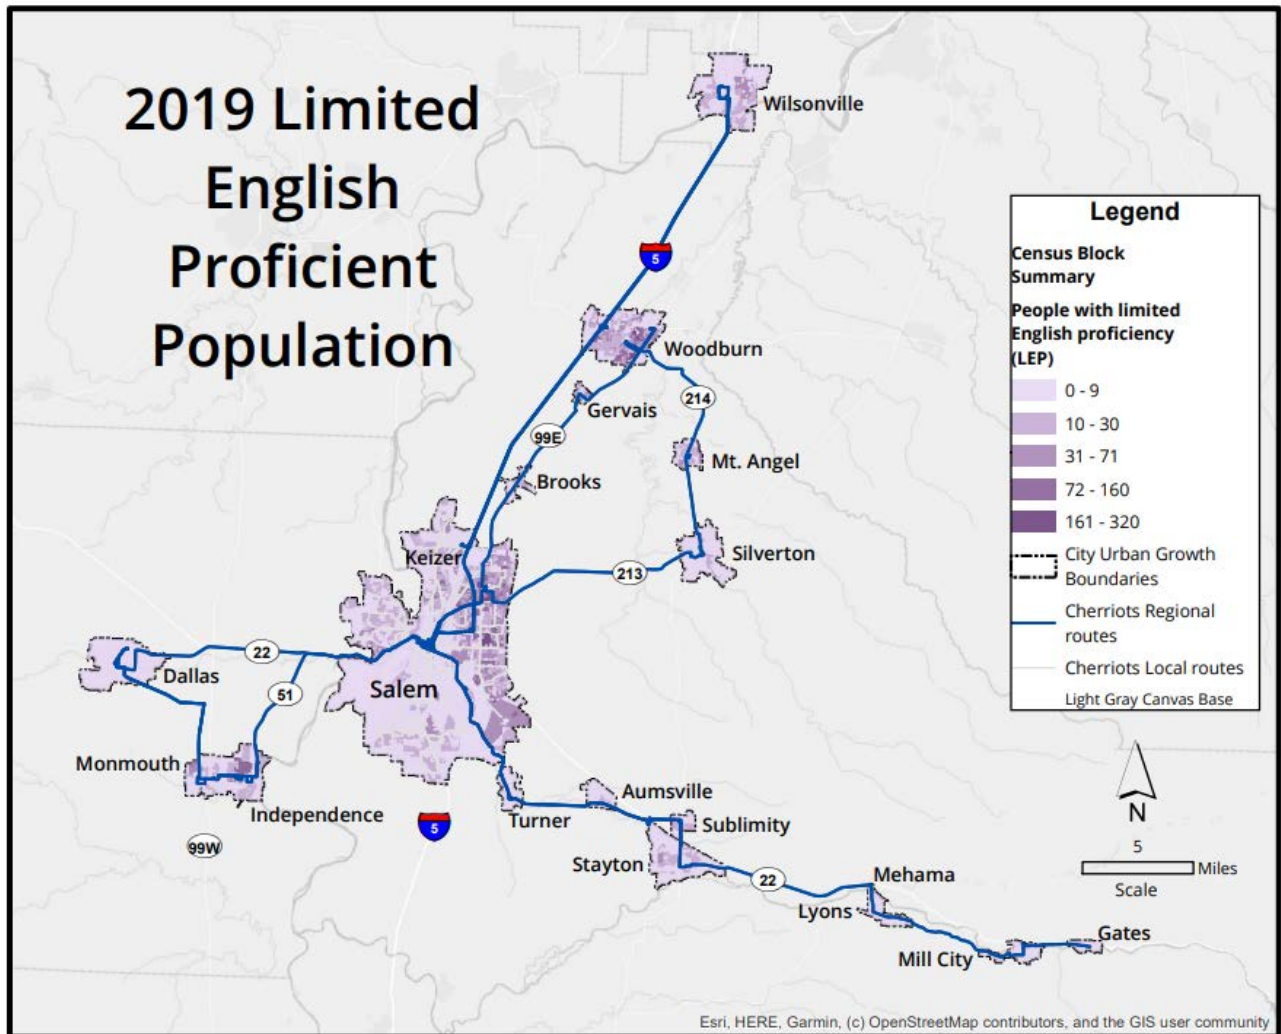 2019 Limited
English
Proficient
Population
Wilsonville
5
Woodburn
Gervais
214
99E
Mt. Angel
Brooks
Keizer
Silverton
213
22
Dallas
51
Salem
Monmouth
Independence
99W
5
Turner
Aumsville
Sublimity
Stayton
22
Mehama
Lyons
Mill City
Gates
Legend
Census Block
Summary
People with limited
English proficiency
(LEP)
0 - 9
10 - 30
31 - 71
72 - 160
161 - 320
City Urban Growth
Boundaries
Cherriots Regional
routes
Cherriots Local routes
Light Gray Canvas Base
N
5
Miles
Scale
Esri, HERE, Garmin, (c) OpenStreetMap contributors, and the GIS user community